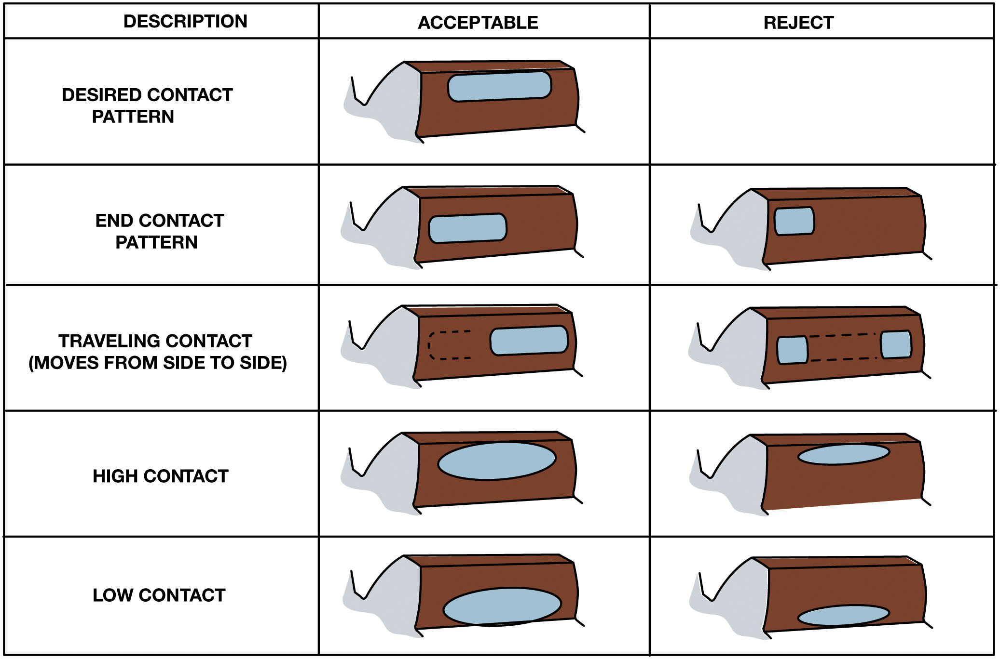 DESCRIPTION
ACCEPTABLE
REJECT
DESIRED CONTACT
PATTERN
END CONTACT
PATTERN
TRAVELING CONTACT
(MOVES FROM SIDE TO SIDE)
HIGH CONTACT
LOW CONTACT